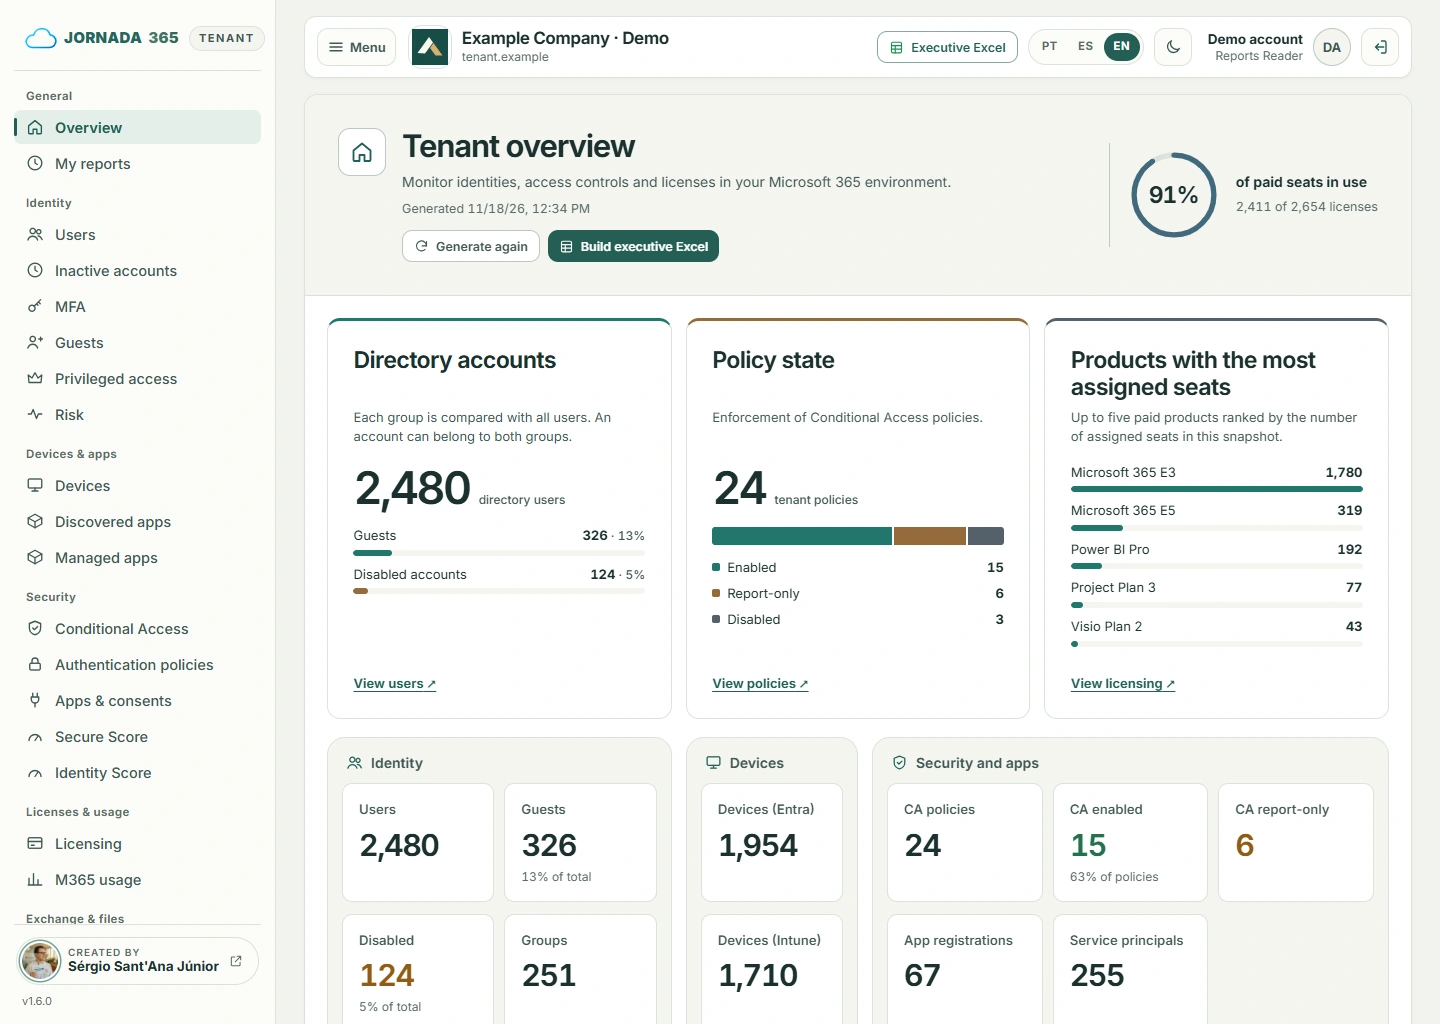 JORNADA 365 TENANT
General
Overview
My reports
Identity
Users
Inactive accounts
MFA
Guests
Privileged access
Risk
Devices & apps
Devices
Discovered apps
Managed apps
Security
Conditional Access
Authentication policies
Apps & consents
Secure Score
Identity Score
Licenses & usage
Licensing
M365 usage
Exchange & files
CREATED BY
Sérgio Sant'Ana Júnior
v1.6.0
Menu
Example Company · Demo
tenant.example
Executive Excel
PT ES EN
Demo account
Reports Reader
DA
Tenant overview
Monitor identities, access controls and licenses in your Microsoft 365 environment.
Generated 11/18/26, 12:34 PM
Generate again
Build executive Excel
91%
of paid seats in use
2,411 of 2,654 licenses
Directory accounts
Each group is compared with all users. An
account can belong to both groups.
2,480 directory users
Guests 326 · 13%
Disabled accounts 124 · 5%
View users ↗
Policy state
Enforcement of Conditional Access policies.
24 tenant policies
Enabled 15
Report-only 6
Disabled 3
View policies ↗
Products with the most
assigned seats
Up to five paid products ranked by the number
of assigned seats in this snapshot.
Microsoft 365 E3 1,780
Microsoft 365 E5 319
Power BI Pro 192
Project Plan 3 77
Visio Plan 2 43
View licensing ↗
Identity
Users
2,480
Guests
326
13% of total
Disabled
124
5% of total
Groups
251
Devices
Devices (Entra)
1,954
Devices (Intune)
1,710
Security and apps
CA policies
24
CA enabled
15
63% of policies
CA report-only
6
App registrations
67
Service principals
255